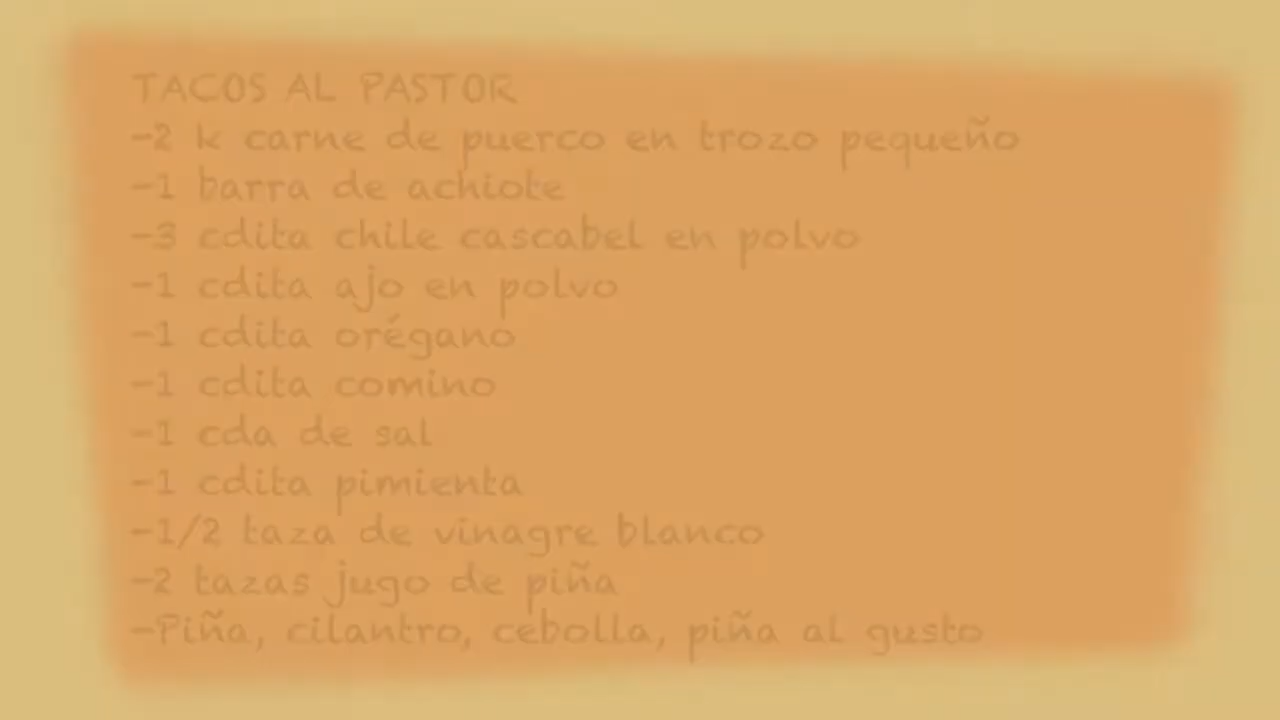 TACOS AL PASTOR
-2 k carne de puerco en trozo pequeño
-1 barra de achiote
-3 cdita chile cascabel en polvo
-1 cdita ajo en polvo
-1 cdita orégano
-1 cdita comino
-1 cda de sal
-1 cdita pimienta
-1/2 taza de vinagre blanco
-2 tazas jugo de piña
-Piña, cilantro, cebolla, piña al gusto